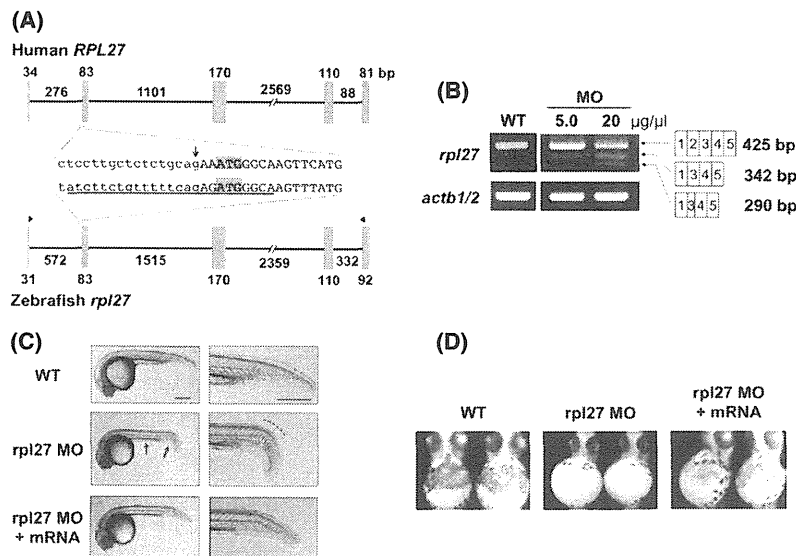 (A)
Human RPL27
34 83 170 110 81 bp
276 1101 2569 88
ctccttgctctctgcagAAATGGGCAAGTTCATG
tatcttctgtttttcagAGATGGGCAAGTTTATG
572 1515 2359 332
31 83 170 110 92
Zebrafish rpl27
(B)
MO
WT 5.0 20 µg/µl
rpl27
actb1/2
1 2 3 4 5 425 bp
1 3 4 5 342 bp
1 3 4 5 290 bp
(C)
WT
rpl27 MO
rpl27 MO
+ mRNA
(D)
WT rpl27 MO rpl27 MO
+ mRNA